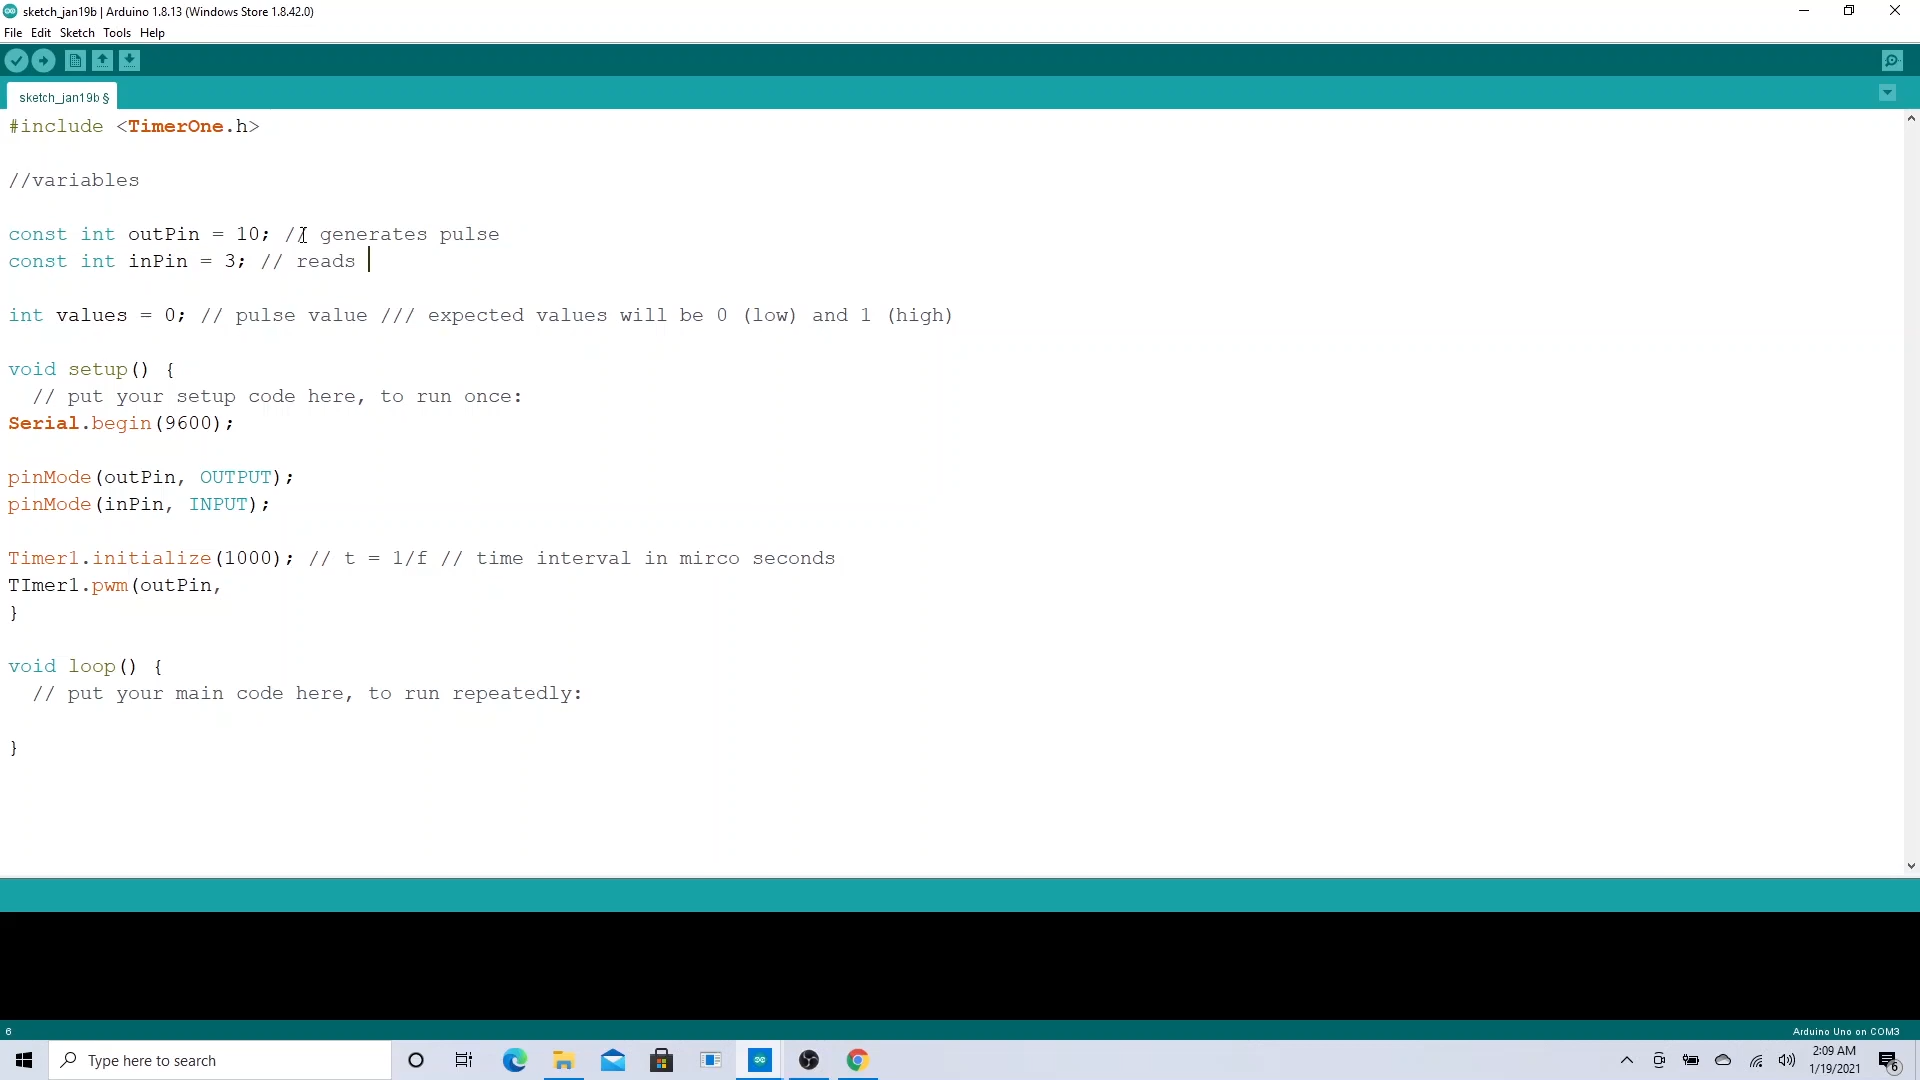 sketch_jan19b | Arduino 1.8.13 (Windows Store 1.8.42.0)
File Edit Sketch Tools Help
sketch_jan19b §
#include <TimerOne.h>
//variables
const int outPin = 10; // generates pulse
const int inPin = 3; // reads
int values = 0; // pulse value /// expected values will be 0 (low) and 1 (high)
void setup() {
// put your setup code here, to run once:
Serial.begin(9600);
pinMode(outPin, OUTPUT);
pinMode(inPin, INPUT);
Timer1.initialize(1000); // t = 1/f // time interval in mirco seconds
TImer1.pwm(outPin,
}
void loop() {
// put your main code here, to run repeatedly:
}
6
Arduino Uno on COM3
Type here to search
2:09 AM
1/19/2021
6